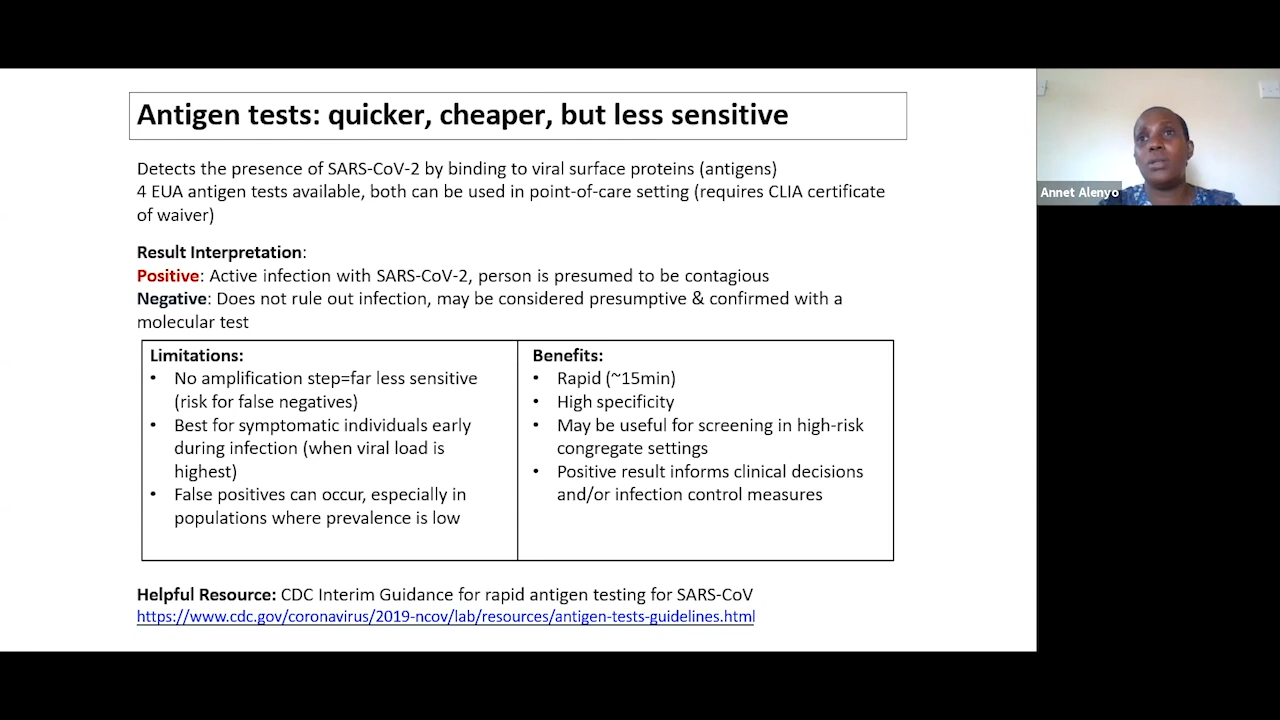 Antigen tests: quicker, cheaper, but less sensitive
Detects the presence of SARS-CoV-2 by binding to viral surface proteins (antigens)
4 EUA antigen tests available, both can be used in point-of-care setting (requires CLIA certificate
of waiver)
Result Interpretation:
Positive: Active infection with SARS-CoV-2, person is presumed to be contagious
Negative: Does not rule out infection, may be considered presumptive & confirmed with a
molecular test
Limitations:
• No amplification step=far less sensitive
(risk for false negatives)
• Best for symptomatic individuals early
during infection (when viral load is
highest)
• False positives can occur, especially in
populations where prevalence is low
Benefits:
• Rapid (~15min)
• High specificity
• May be useful for screening in high-risk
congregate settings
• Positive result informs clinical decisions
and/or infection control measures
Helpful Resource: CDC Interim Guidance for rapid antigen testing for SARS-CoV
https://www.cdc.gov/coronavirus/2019-ncov/lab/resources/antigen-tests-guidelines.html
Annet Alenyo